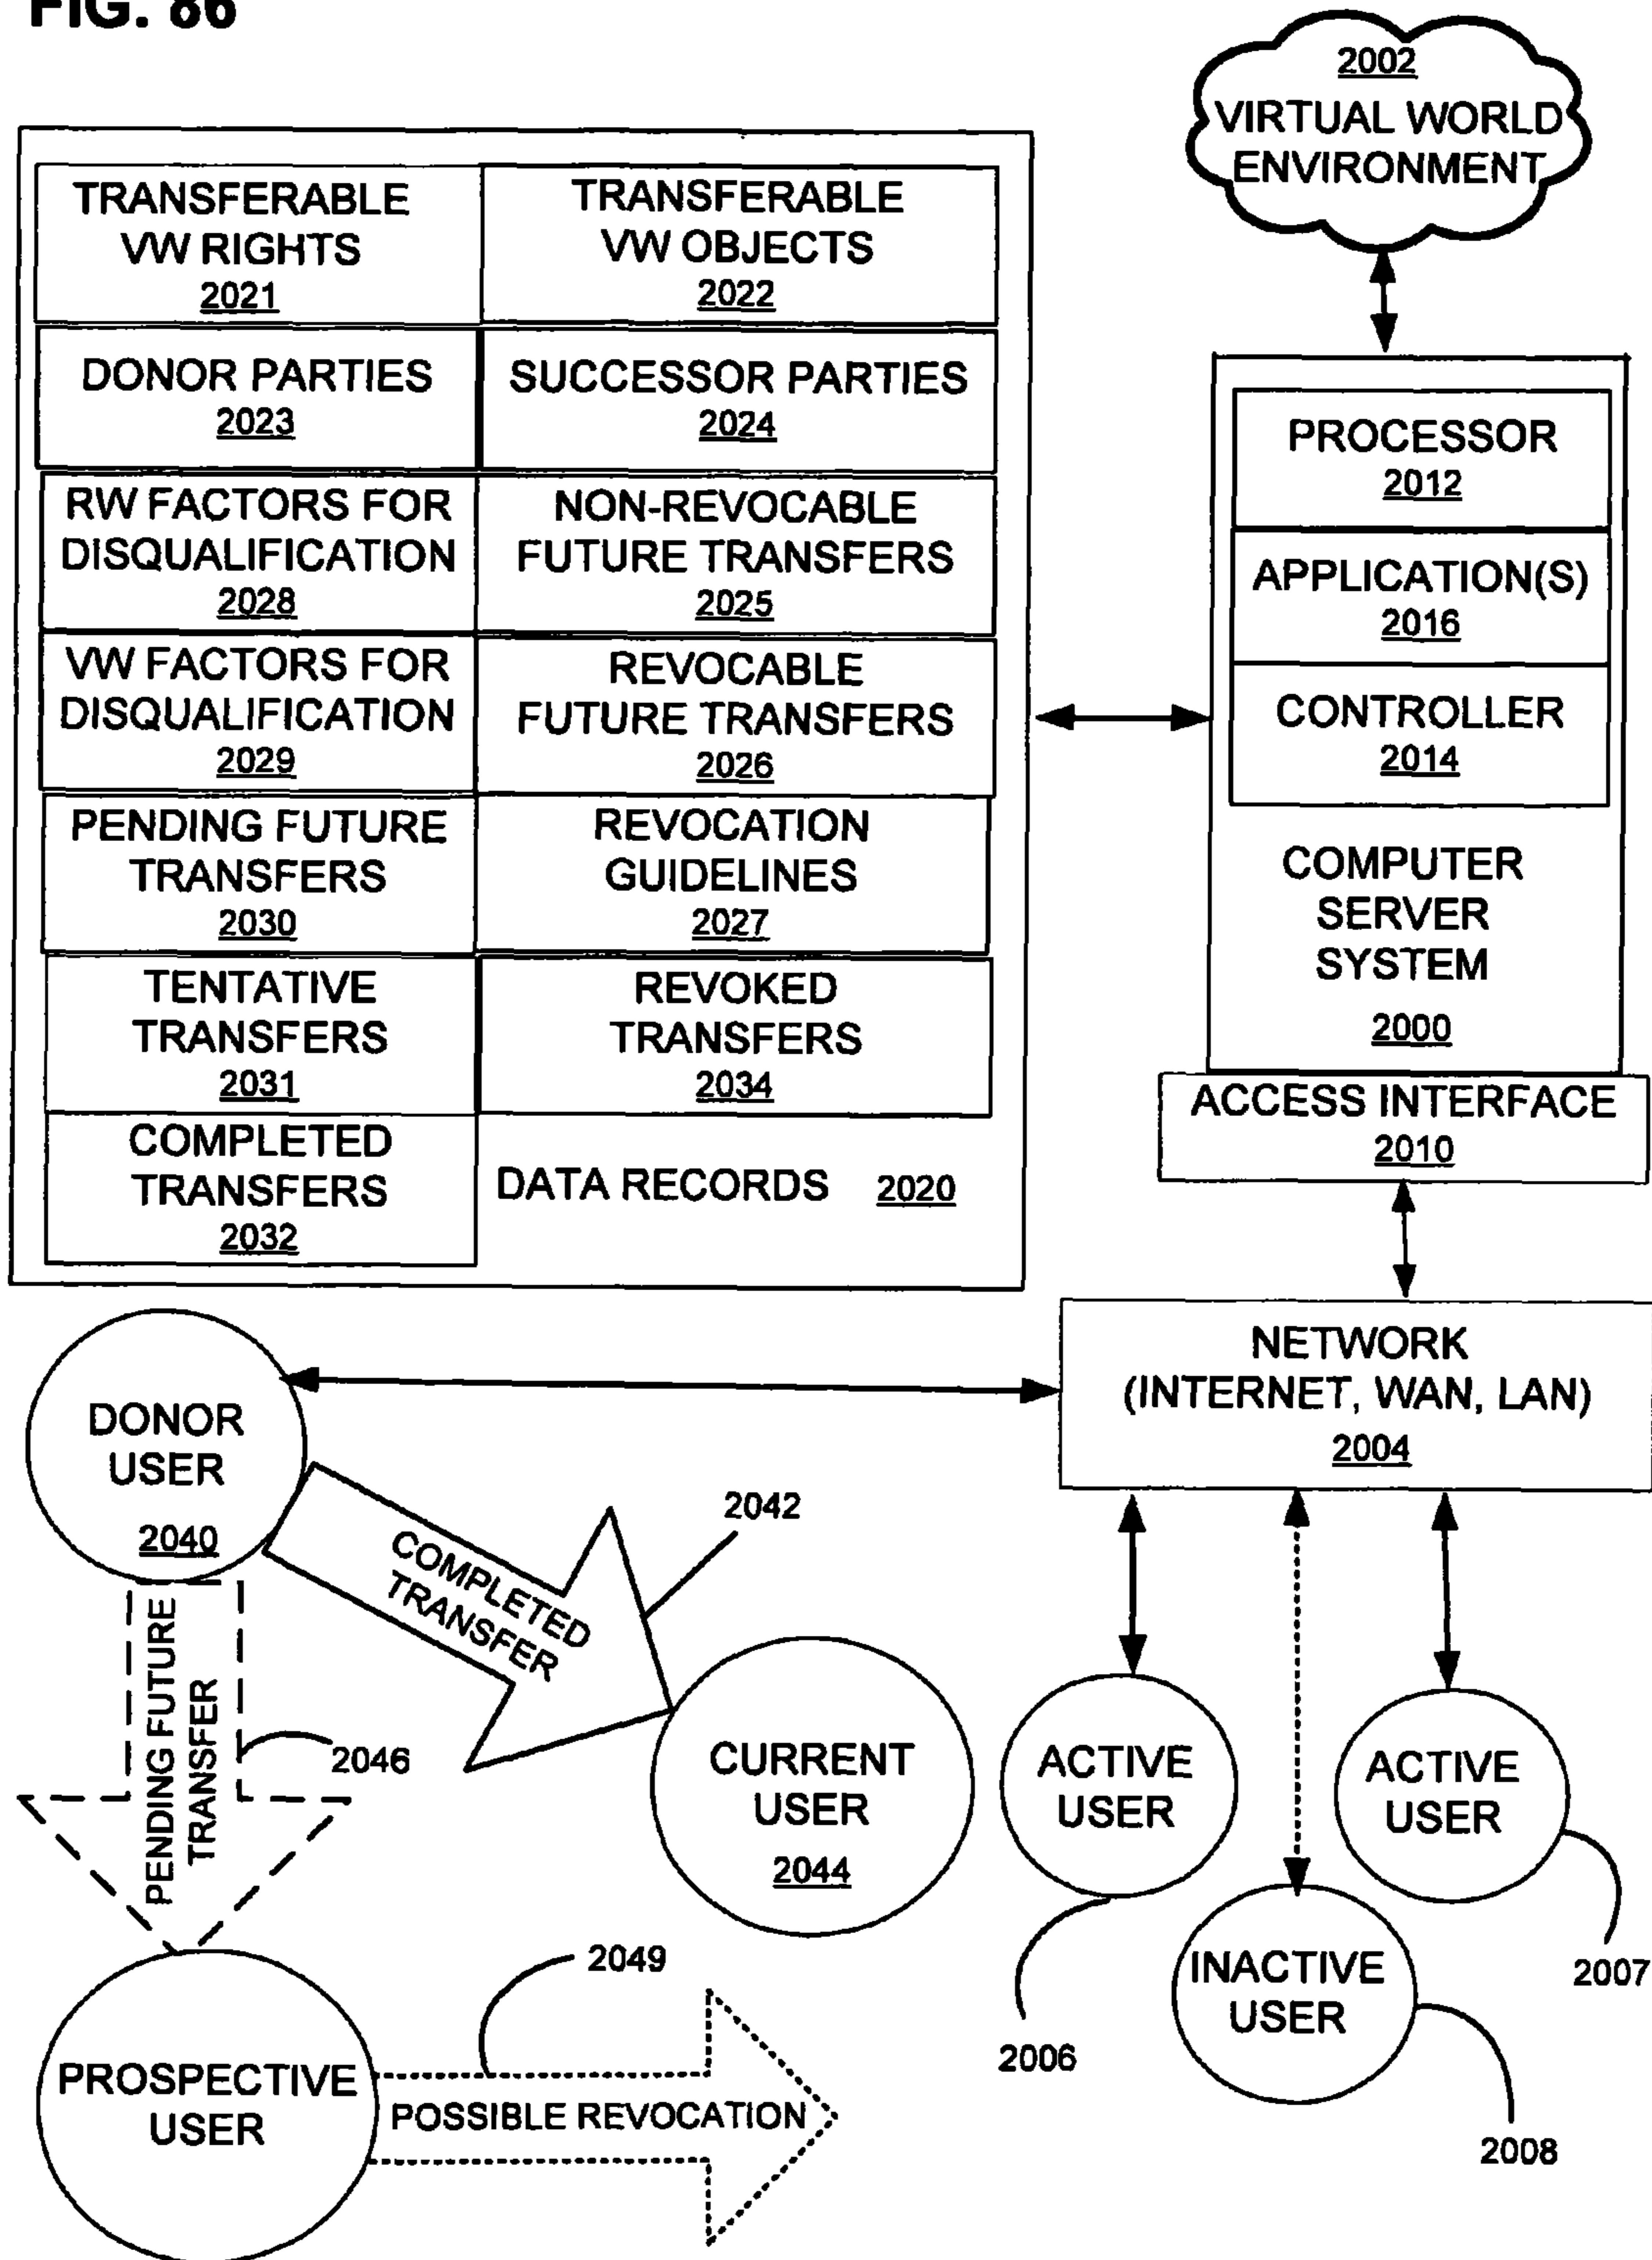 FIG. 86
2002
VIRTUAL WORLD
ENVIRONMENT
TRANSFERABLE
VW RIGHTS
2021
TRANSFERABLE
VW OBJECTS
2022
DONOR PARTIES
2023
SUCCESSOR PARTIES
2024
RW FACTORS FOR
DISQUALIFICATION
2028
NON-REVOCABLE
FUTURE TRANSFERS
2025
VW FACTORS FOR
DISQUALIFICATION
2029
REVOCABLE
FUTURE TRANSFERS
2026
PENDING FUTURE
TRANSFERS
2030
REVOCATION
GUIDELINES
2027
TENTATIVE
TRANSFERS
2031
REVOKED
TRANSFERS
2034
COMPLETED
TRANSFERS
2032
DATA RECORDS 2020
PROCESSOR
2012
APPLICATION(S)
2016
CONTROLLER
2014
COMPUTER
SERVER
SYSTEM
2000
ACCESS INTERFACE
2010
NETWORK
(INTERNET, WAN, LAN)
2004
DONOR
USER
2040
COMPLETED
TRANSFER
2042
PENDING FUTURE
TRANSFER
2046
CURRENT
USER
2044
ACTIVE
USER
2006
ACTIVE
USER
2007
INACTIVE
USER
2008
PROSPECTIVE
USER
2049
POSSIBLE REVOCATION